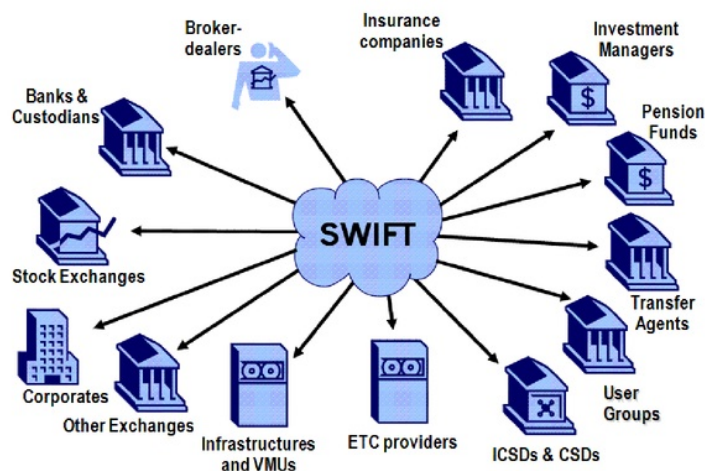 Broker-
dealers
Insurance
companies
Investment
Managers
Banks &
Custodians
Pension
Funds
$
$
SWIFT
Stock Exchanges
Transfer
Agents
Corporates
Other Exchanges
Infrastructures
and VMUs
ETC providers
ICSDs & CSDs
User
Groups